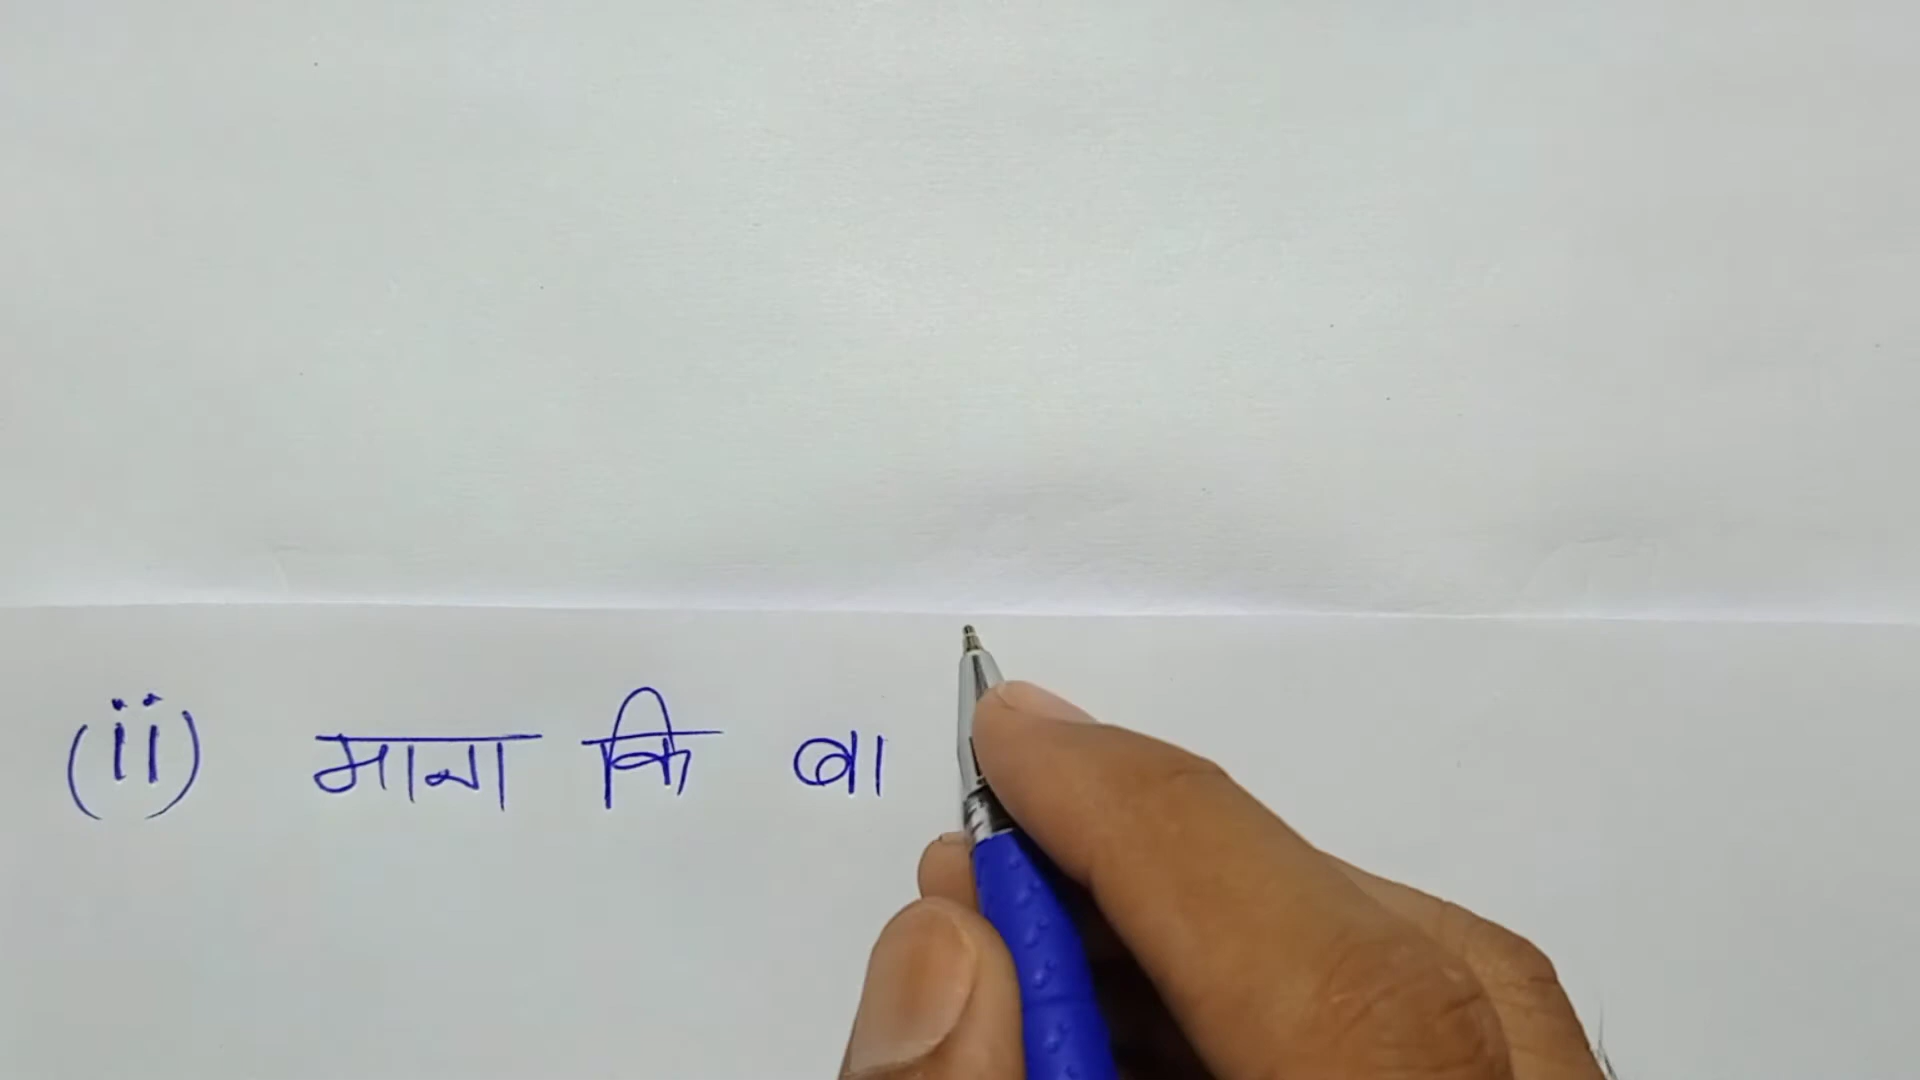 (ii) माना कि बा